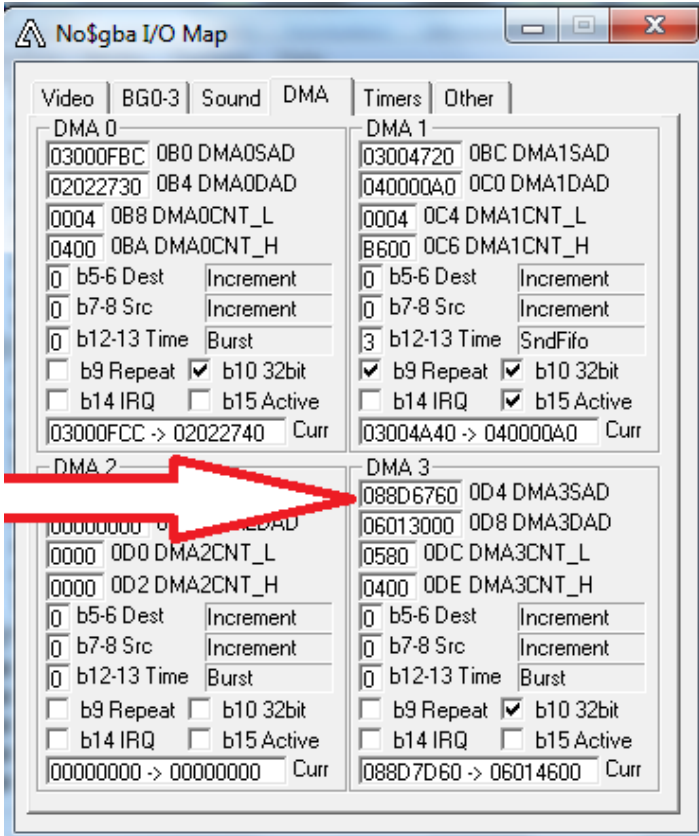 No$gba I/O Map
Video BG0-3 Sound DMA Timers Other
DMA 0
03000FBC 0B0 DMA0SAD
02022730 0B4 DMA0DAD
0004 0B8 DMA0CNT_L
0400 0BA DMA0CNT_H
0 b5-6 Dest Increment
0 b7-8 Src Increment
0 b12-13 Time Burst
b9 Repeat b10 32bit
b14 IRQ b15 Active
03000FCC -> 02022740 Curr
DMA 1
03004720 0BC DMA1SAD
040000A0 0C0 DMA1DAD
0004 0C4 DMA1CNT_L
B600 0C6 DMA1CNT_H
0 b5-6 Dest Increment
0 b7-8 Src Increment
3 b12-13 Time SndFifo
b9 Repeat b10 32bit
b14 IRQ b15 Active
03004A40 -> 040000A0 Curr
DMA 2
00000000
0000 0D0 DMA2CNT_L
0000 0D2 DMA2CNT_H
0 b5-6 Dest Increment
0 b7-8 Src Increment
0 b12-13 Time Burst
b9 Repeat b10 32bit
b14 IRQ b15 Active
00000000 -> 00000000 Curr
DMA 3
088D6760 0D4 DMA3SAD
06013000 0D8 DMA3DAD
0580 0DC DMA3CNT_L
0400 0DE DMA3CNT_H
0 b5-6 Dest Increment
0 b7-8 Src Increment
0 b12-13 Time Burst
b9 Repeat b10 32bit
b14 IRQ b15 Active
088D7D60 -> 06014600 Curr